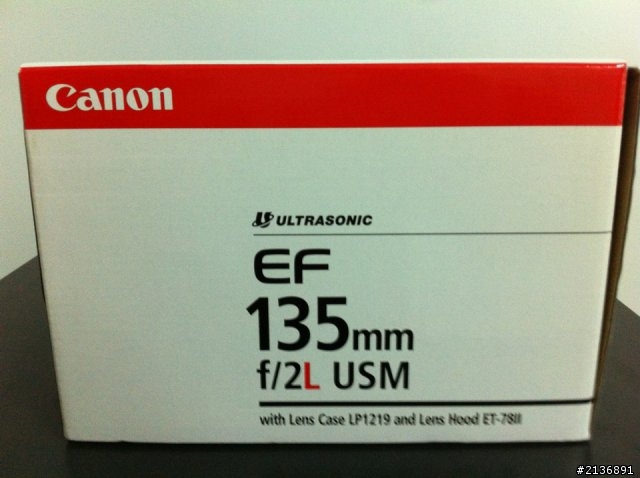 Canon
ULTRASONIC
EF
135mm
f/2L USM
with Lens Case LP1219 and Lens Hood ET-78II
#2136891